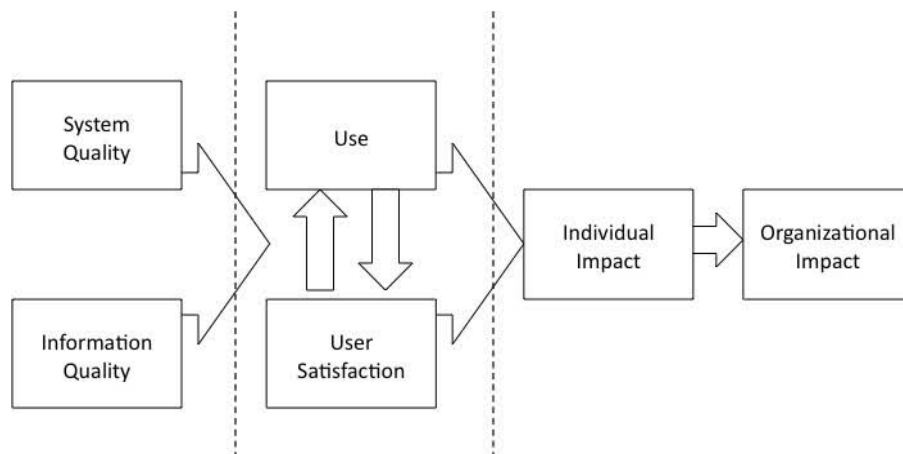 System
Quality
Use
Individual
Impact
Organizational
Impact
Information
Quality
User
Satisfaction